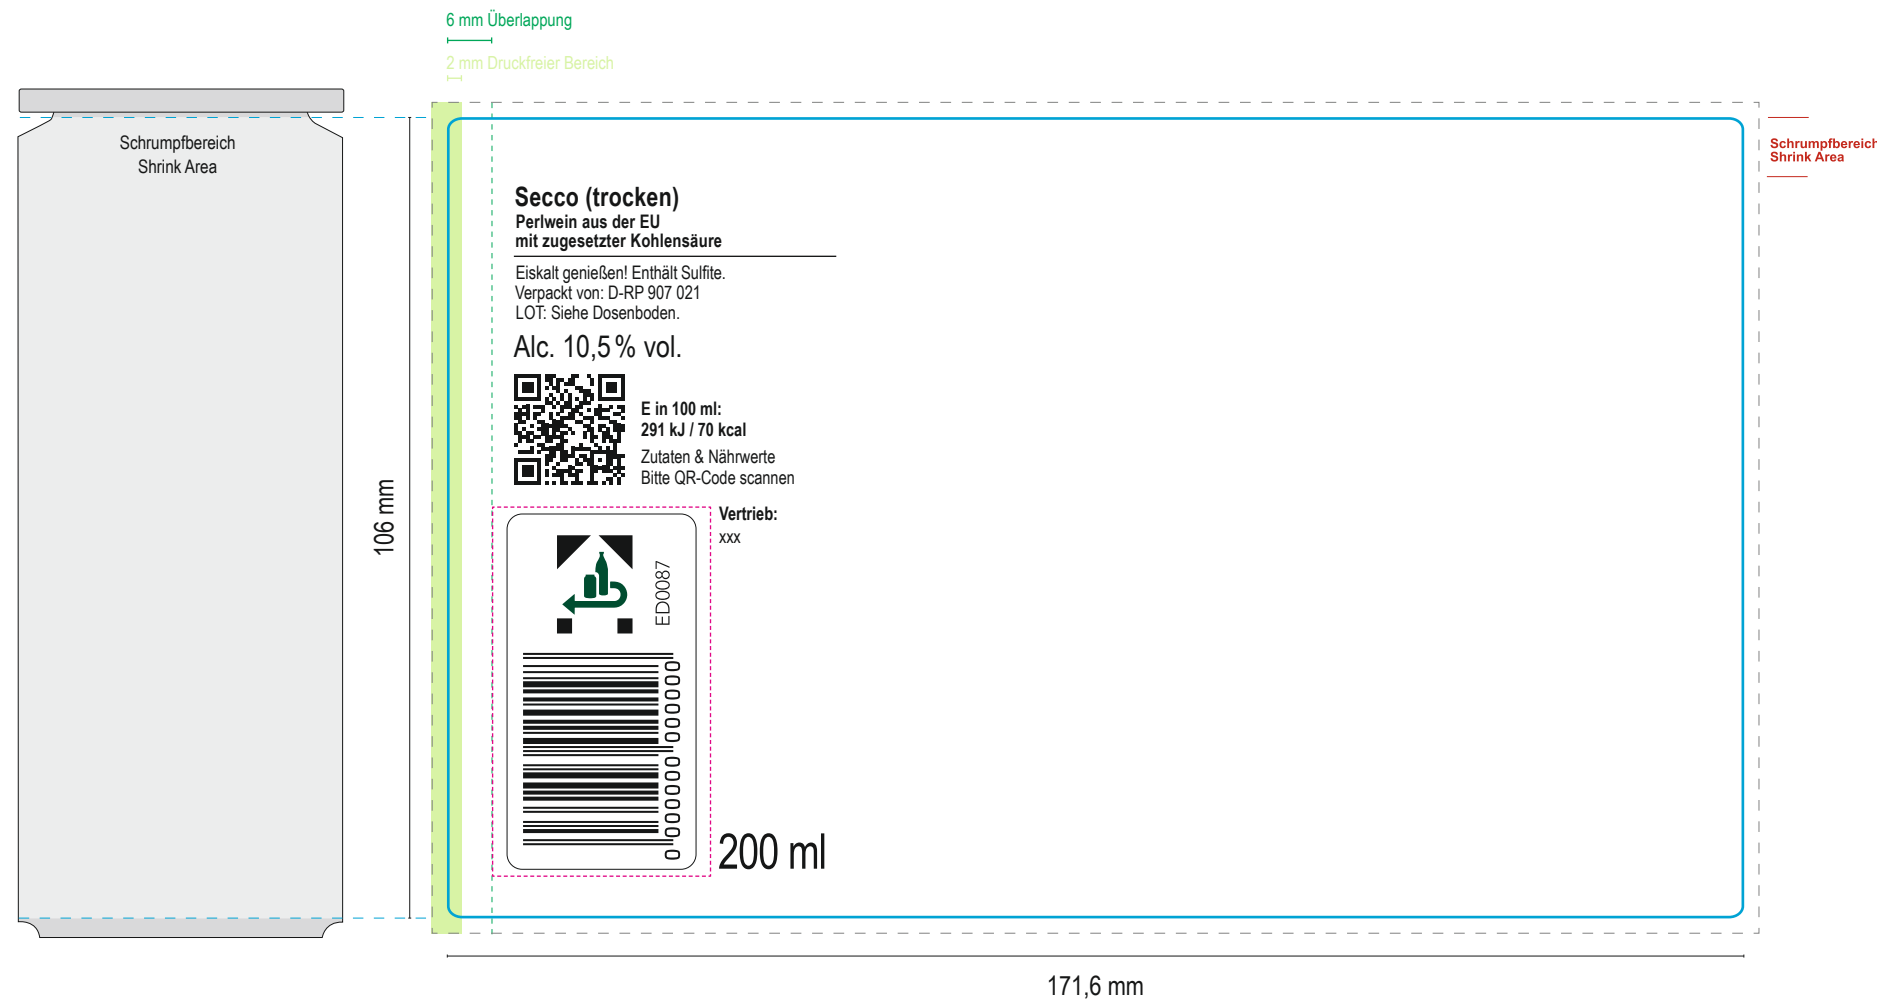 6 mm Überlappung
2 mm Druckfreier Bereich
Schrumpfbereich
Shrink Area
Schrumpfbereich
Shrink Area
106 mm
Secco (trocken)
Perlwein aus der EU
mit zugesetzter Kohlensäure
Eiskalt genießen! Enthält Sulfite.
Verpackt von: D-RP 907 021
LOT: Siehe Dosenboden.
Alc. 10,5 % vol.
E in 100 ml:
291 kJ / 70 kcal
Zutaten & Nährwerte
Bitte QR-Code scannen
Vertrieb:
xxx
ED0087
0 000000 000000
200 ml
171,6 mm